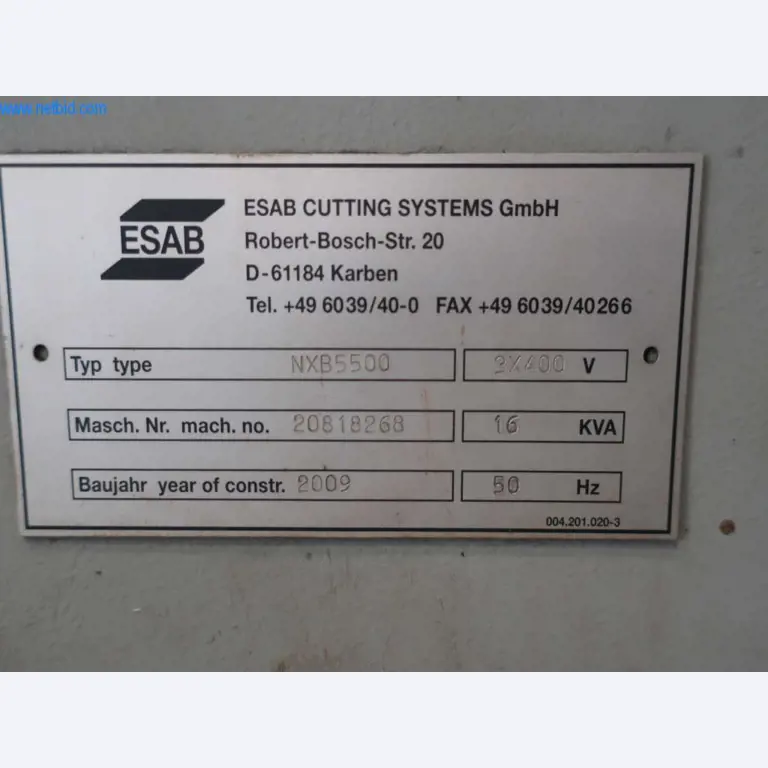 www.netbid.com
ESAB
ESAB CUTTING SYSTEMS GmbH
Robert-Bosch-Str. 20
D-61184 Karben
Tel. +49 6039/40-0 FAX +49 6039/40266
Typ type NXB5500 3X400 V
Masch. Nr. mach. no. 20818268 16 KVA
Baujahr year of constr. 2009 50 Hz
004.201.020-3